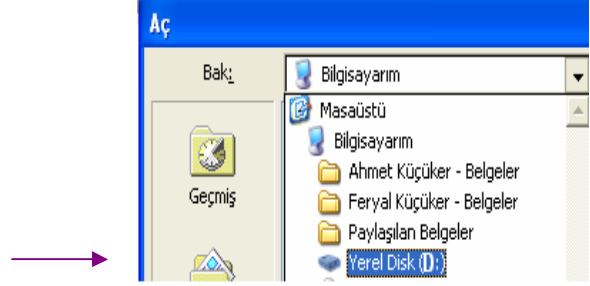 Aç
Bak: Bilgisayarım
Masaüstü
Bilgisayarım
Ahmet Küçüker - Belgeler
Geçmiş
Feryal Küçüker - Belgeler
Paylaşılan Belgeler
Yerel Disk (D:)